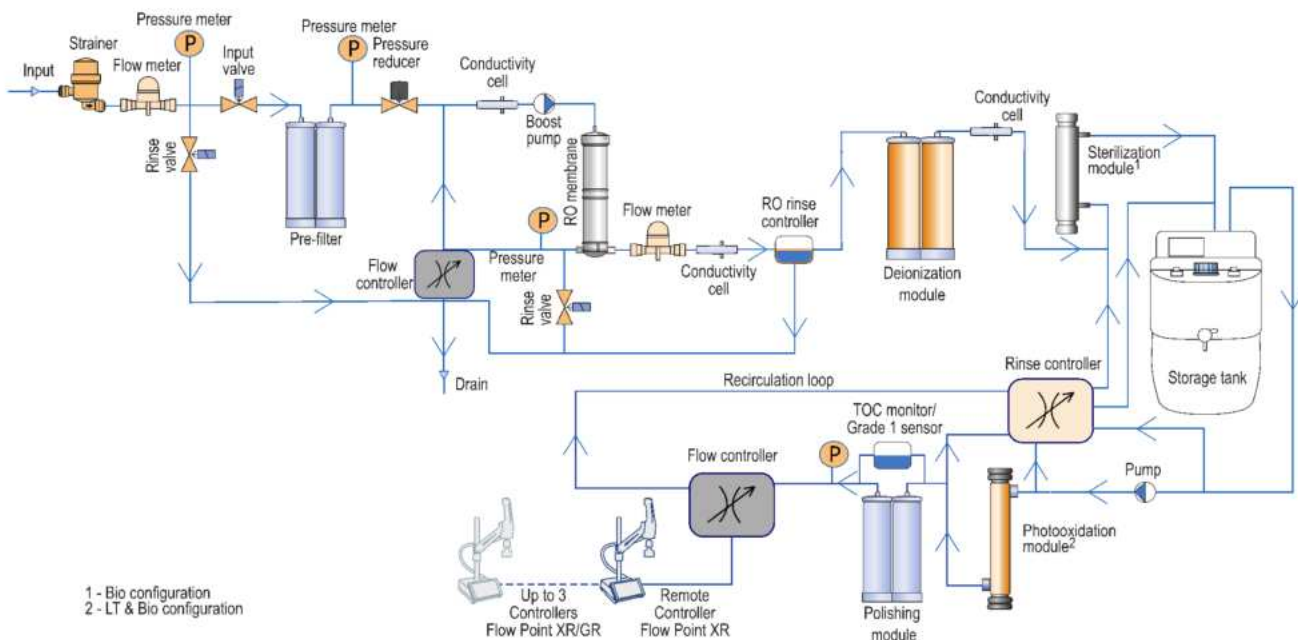 Pressure meter
Strainer
Input
Flow meter
Input
valve
P
Rinse
valve
Pre-filter
Pressure meter
P
Pressure
reducer
Conductivity
cell
Boost
pump
RO membrane
Flow
controller
P
Pressure
meter
Rinse
valve
Drain
Flow meter
Conductivity
cell
RO rinse
controller
Deionization
module
Conductivity
cell
Sterilization
module1
Storage tank
Recirculation loop
Rinse controller
TOC monitor/
Grade 1 sensor
Flow controller
P
Pump
Photooxidation
module2
Polishing
module
Up to 3
Controllers
Flow Point XR/GR
Remote
Controller
Flow Point XR
1 - Bio configuration
2 - LT & Bio configuration